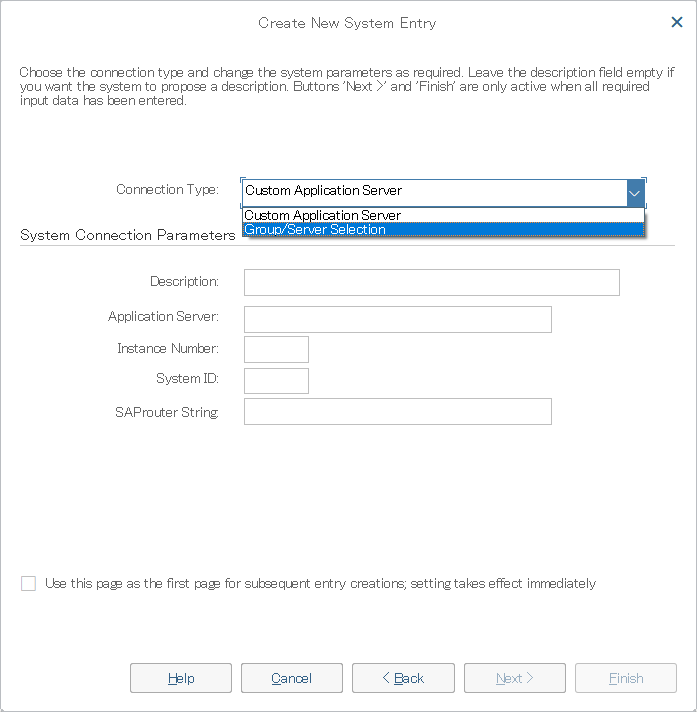 Create New System Entry
Choose the connection type and change the system parameters as required. Leave the description field empty if
you want the system to propose a description. Buttons 'Next >' and 'Finish' are only active when all required
input data has been entered.
Connection Type: Custom Application Server
Custom Application Server
Group/Server Selection
System Connection Parameters
Description:
Application Server:
Instance Number:
System ID:
SAProuter String:
Use this page as the first page for subsequent entry creations; setting takes effect immediately
Help Cancel < Back Next > Finish